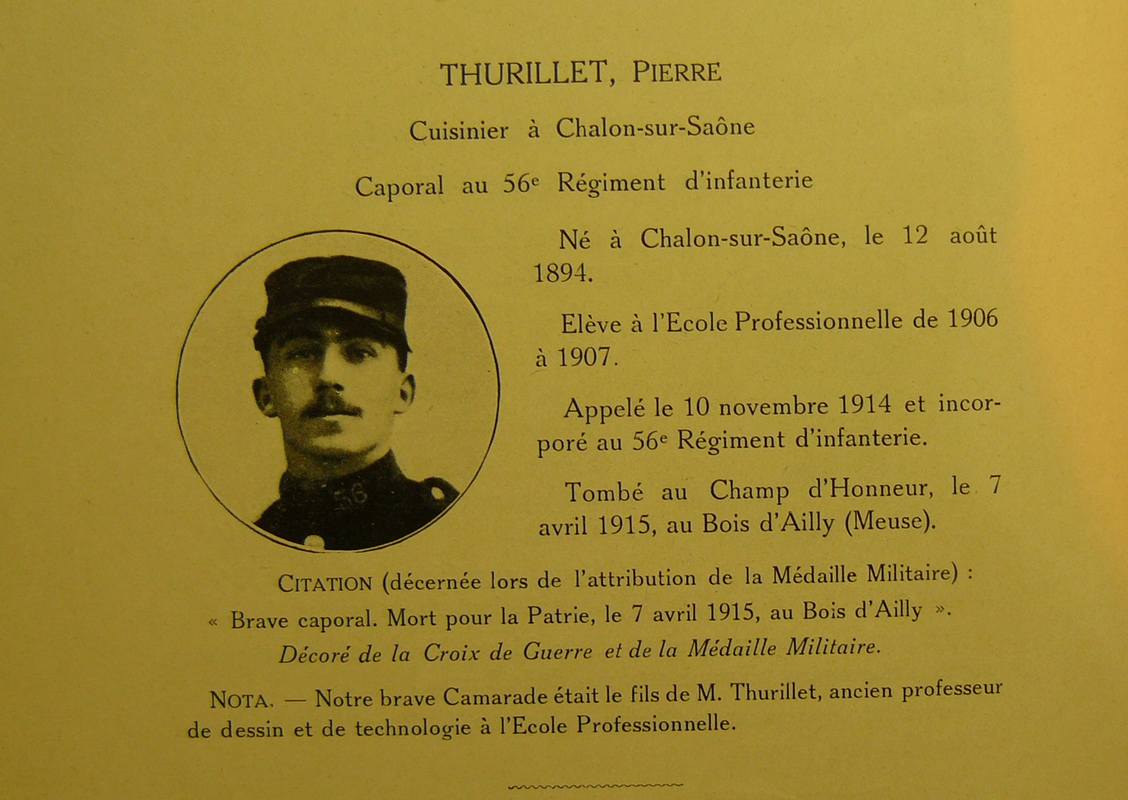 THURILLET, PIERRE
Cuisinier à Chalon-sur-Saône
Caporal au 56e Régiment d'infanterie
Né à Chalon-sur-Saône, le 12 août
1894.
Elève à l'Ecole Professionnelle de 1906
à 1907.
Appelé le 10 novembre 1914 et incor-
poré au 56e Régiment d'infanterie.
Tombé au Champ d'Honneur, le 7
avril 1915, au Bois d'Ailly (Meuse).
56
CITATION (décernée lors de l'attribution de la Médaille Militaire) :
« Brave caporal. Mort pour la Patrie, le 7 avril 1915, au Bois d'Ailly ».
Décoré de la Croix de Guerre et de la Médaille Militaire.
NOTA. — Notre brave Camarade était le fils de M. Thurillet, ancien professeur
de dessin et de technologie à l'Ecole Professionnelle.